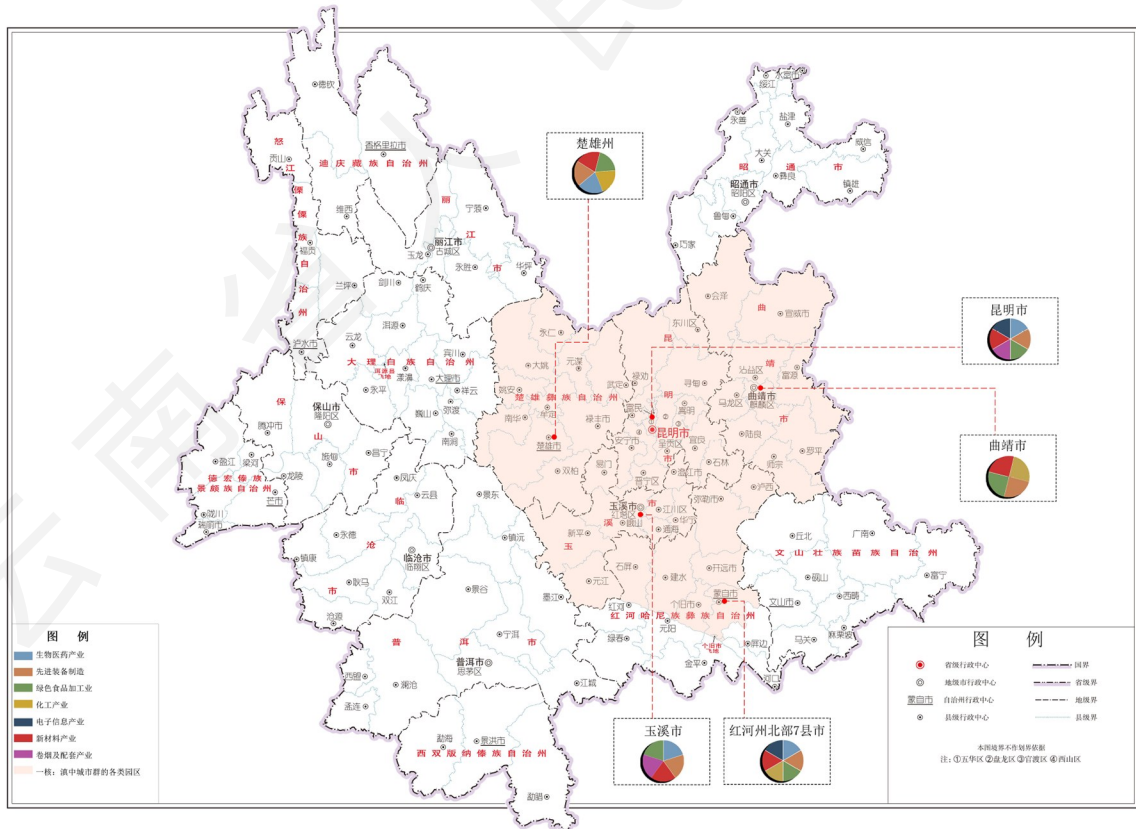 云南省人民
德钦
贡山
怒江傈僳族自治州
香格里拉市
迪庆藏族自治州
维西
福贡
兰坪
泸水市
丽江市
宁蒗
丽江市
古城区
玉龙
永胜
华坪
剑川
鹤庆
洱源
云龙
宾川
大理白族自治州
漾濞
大理市
永平
祥云
巍山
弥渡
南涧
保山市
保山市
隆阳区
腾冲市
施甸
昌宁
龙陵
盈江
梁河
德宏傣族
景颇族自治州
芒市
陇川
瑞丽市
凤庆
云县
临沧市
永德
镇康
临沧市
临翔区
耿马
双江
沧源
景东
镇沅
景谷
墨江
宁洱
普洱市
普洱市
思茅区
西盟
澜沧
孟连
江城
勐海
景洪市
西双版纳傣族自治州
勐腊
楚雄州
永仁
大姚
元谋
姚安
武定
楚雄彝族自治州
牟定
南华
禄丰市
楚雄市
双柏
绥江
水富市
永善
盐津
威信
大关
昭通市
彝良
昭通市
昭阳区
镇雄
鲁甸
巧家
会泽
曲靖市
宣威市
东川区
昆明市
禄劝
寻甸
沾益区
富源
马龙区
曲靖市
麒麟区
富民
嵩明
昆明市
陆良
罗平
安宁市
呈贡区
宜良
师宗
石林
易门
晋宁区
澄江市
泸西
玉溪市
玉溪市
红塔区
江川区
弥勒市
峨山
华宁
通海
新平
元江
石屏
建水
开远市
红河
个旧市
蒙自市
红河哈尼族彝族自治州
元阳
绿春
屏边
金平
河口
丘北
广南
文山壮族苗族自治州
砚山
富宁
文山市
西畴
麻栗坡
马关
昆明市
曲靖市
玉溪市
红河州北部7县市
图 例
生物医药产业
先进装备制造
绿色食品加工业
化工产业
电子信息产业
新材料产业
卷烟及配套产业
一核：滇中城市群的各类园区
图 例
省级行政中心
国界
地级市行政中心
省级界
蒙自市
自治州行政中心
地级界
县级行政中心
县级界
本图境界不作划界依据
注：①五华区 ②盘龙区 ③官渡区 ④西山区